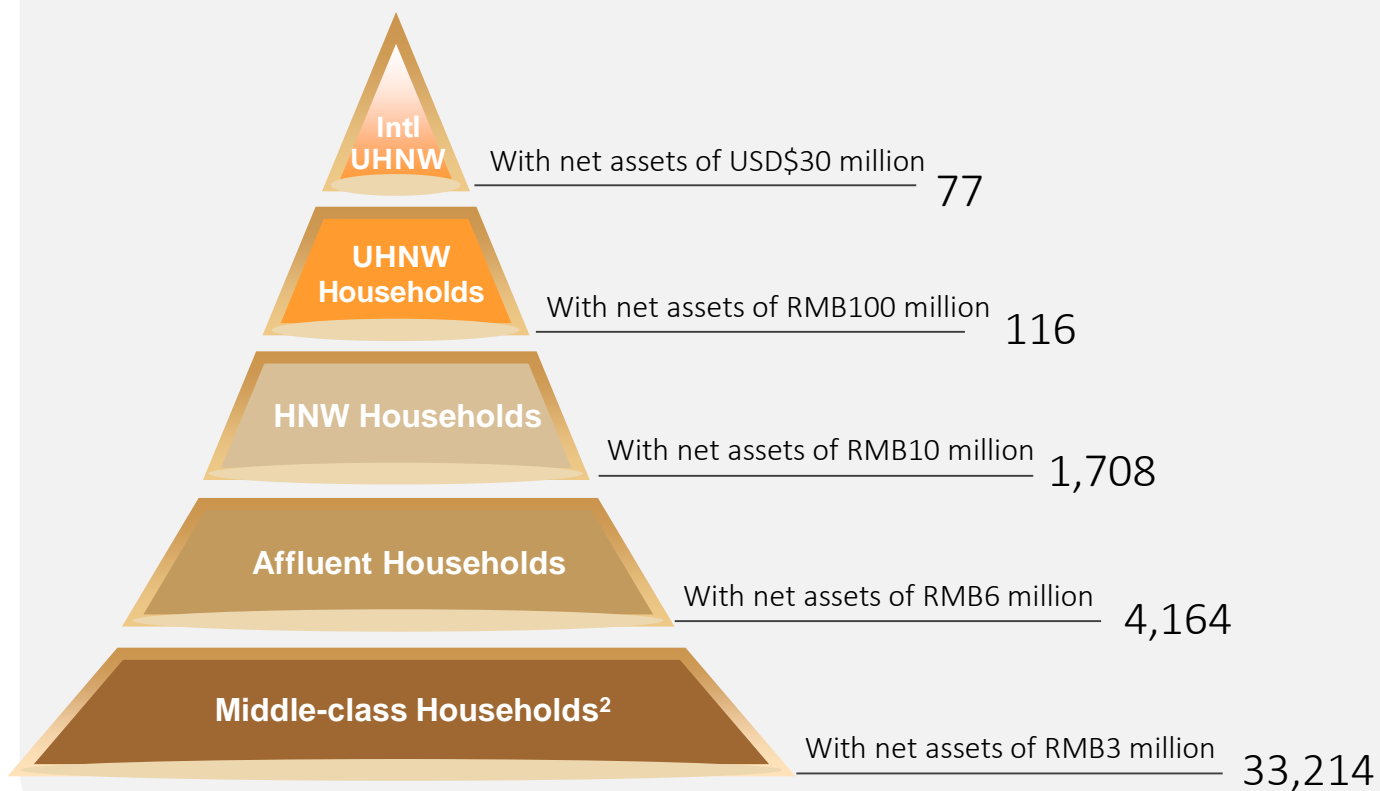 Intl
UHNW
With net assets of USD$30 million
77
UHNW
Households
With net assets of RMB100 million
116
HNW Households
With net assets of RMB10 million
1,708
Affluent Households
With net assets of RMB6 million
4,164
Middle-class Households²
With net assets of RMB3 million
33,214